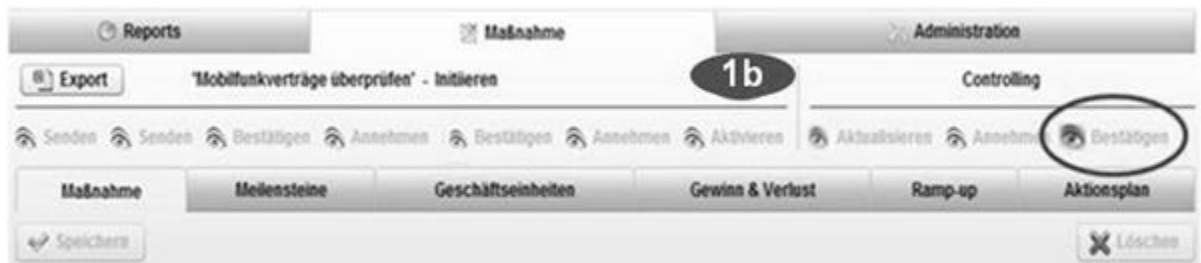 Reports Maßnahme Administration
Export "Mobilfunkverträge überprüfen" - Initiieren 1b Controlling
Senden Senden Bestätigen Annehmen Bestätigen Annehmen Aktivieren Aktualisieren Annehmen Bestätigen
Maßnahme Meilensteine Geschäftseinheiten Gewinn & Verlust Ramp-up Aktionsplan
Speichern Löschen